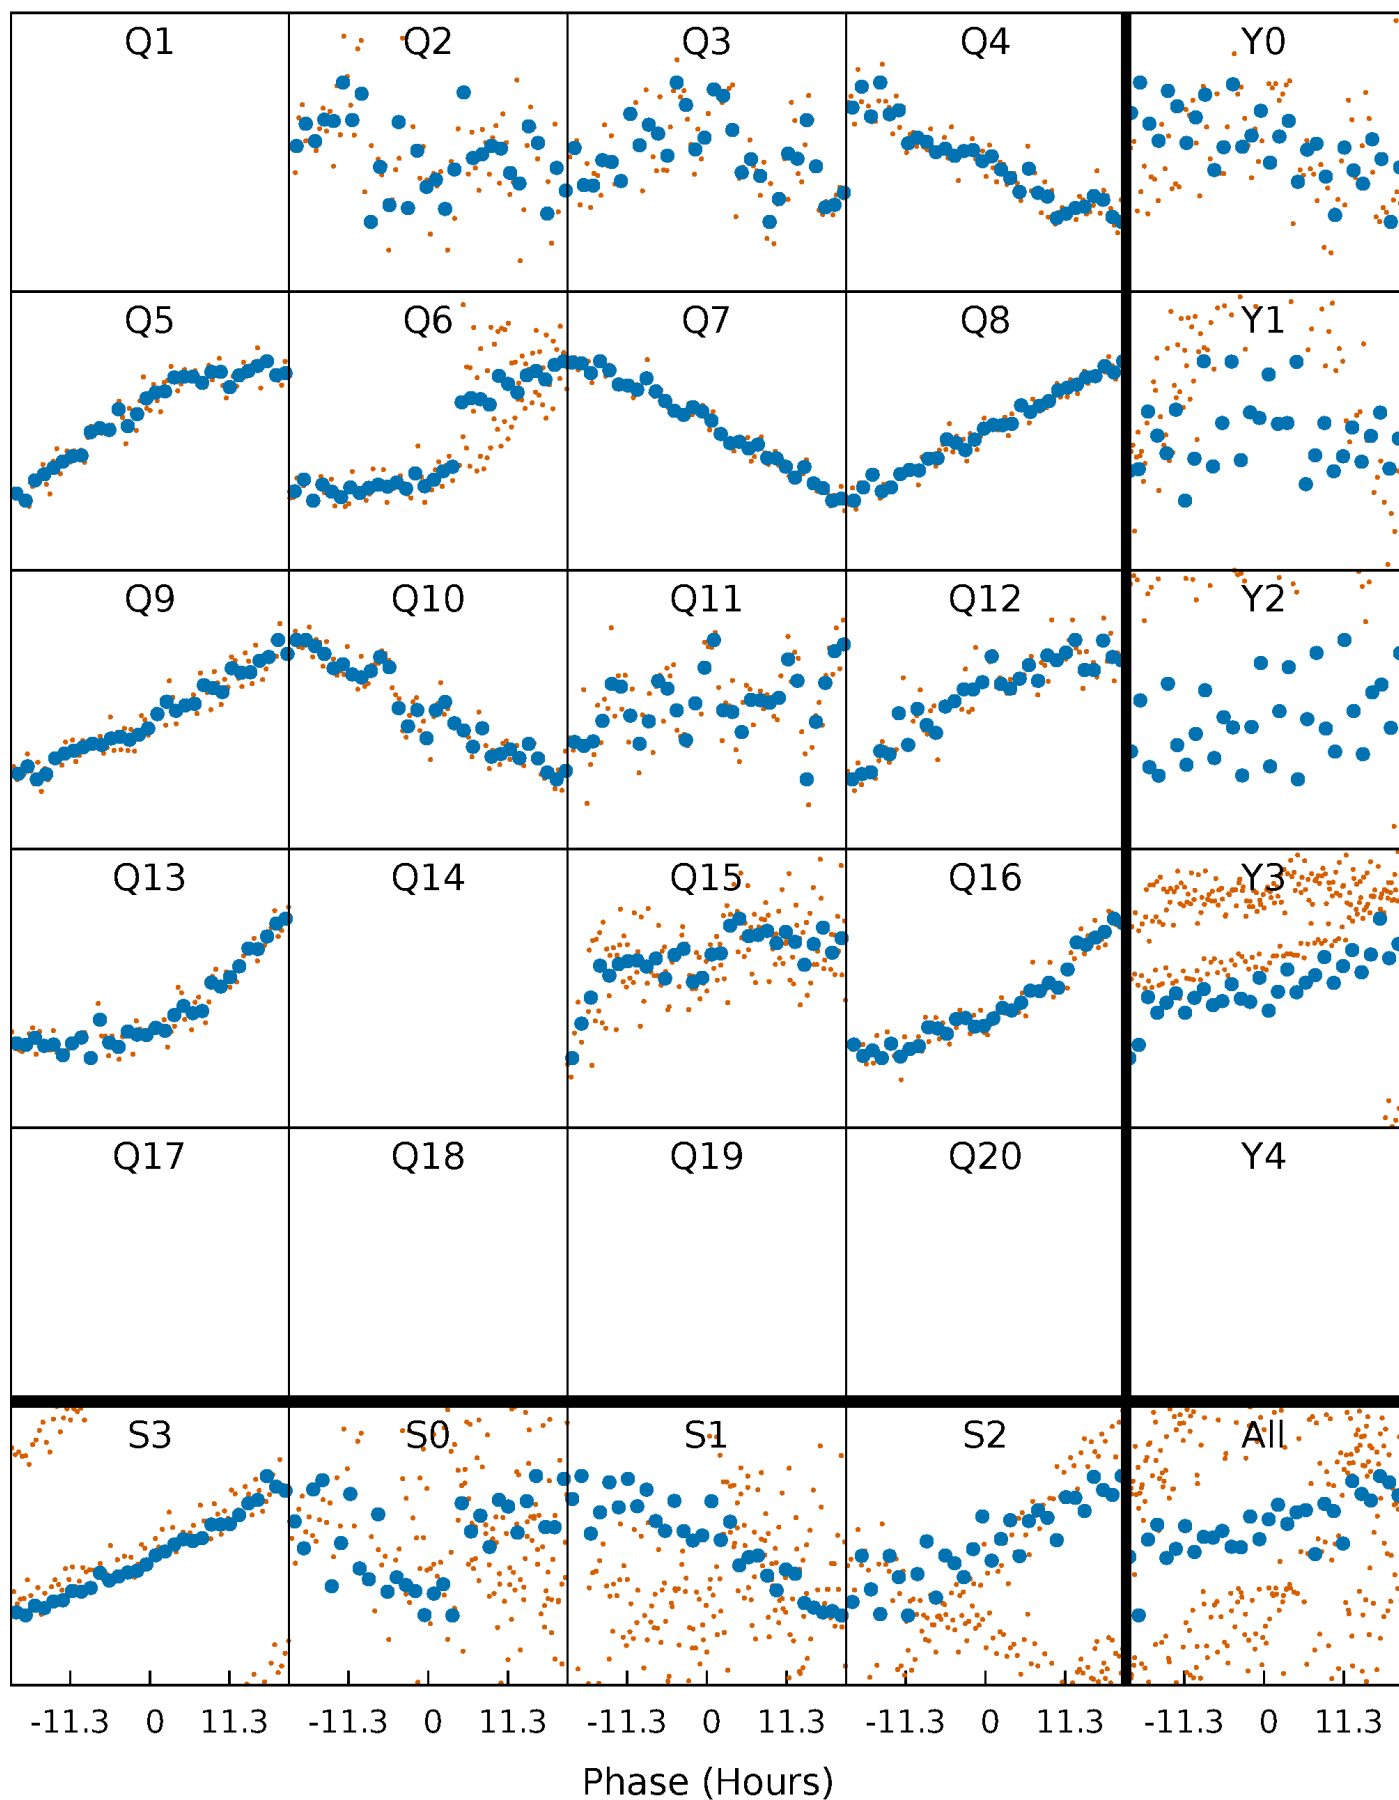 Q1 Q2 Q3 Q4 Y0
Q5 Q6 Q7 Q8 Y1
Q9 Q10 Q11 Q12 Y2
Q13 Q14 Q15 Q16 Y3
Q17 Q18 Q19 Q20 Y4
S3 S0 S1 S2 All
-11.3 0 11.3 -11.3 0 11.3 -11.3 0 11.3 -11.3 0 11.3 -11.3 0 11.3
Phase (Hours)